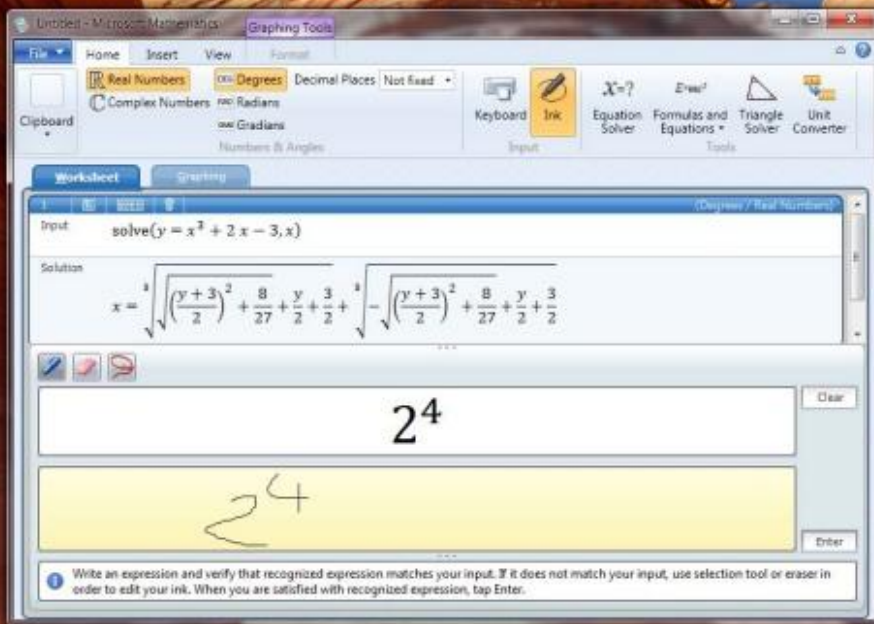 Untitled - Microsoft Mathematics
Graphing Tools
File Home Insert View Format
Clipboard
Real Numbers
Complex Numbers
Degrees
Radians
Gradians
Decimal Places Not fixed
Numbers & Angles
Keyboard Ink
Input
X=? Equation Solver
E=mc² Formulas and Equations
Triangle Solver
Unit Converter
Tools
Worksheet Graphing
1 (Degrees / Real Numbers)
Input solve(y = x³ + 2 x − 3, x)
Solution
x = ∛(√(((y + 3)/2)² + 8/27) + y/2 + 3/2) + ∛(−√(((y + 3)/2)² + 8/27) + y/2 + 3/2)
2⁴
Clear
2⁴
Enter
Write an expression and verify that recognized expression matches your input. If it does not match your input, use selection tool or eraser in
order to edit your ink. When you are satisfied with recognized expression, tap Enter.